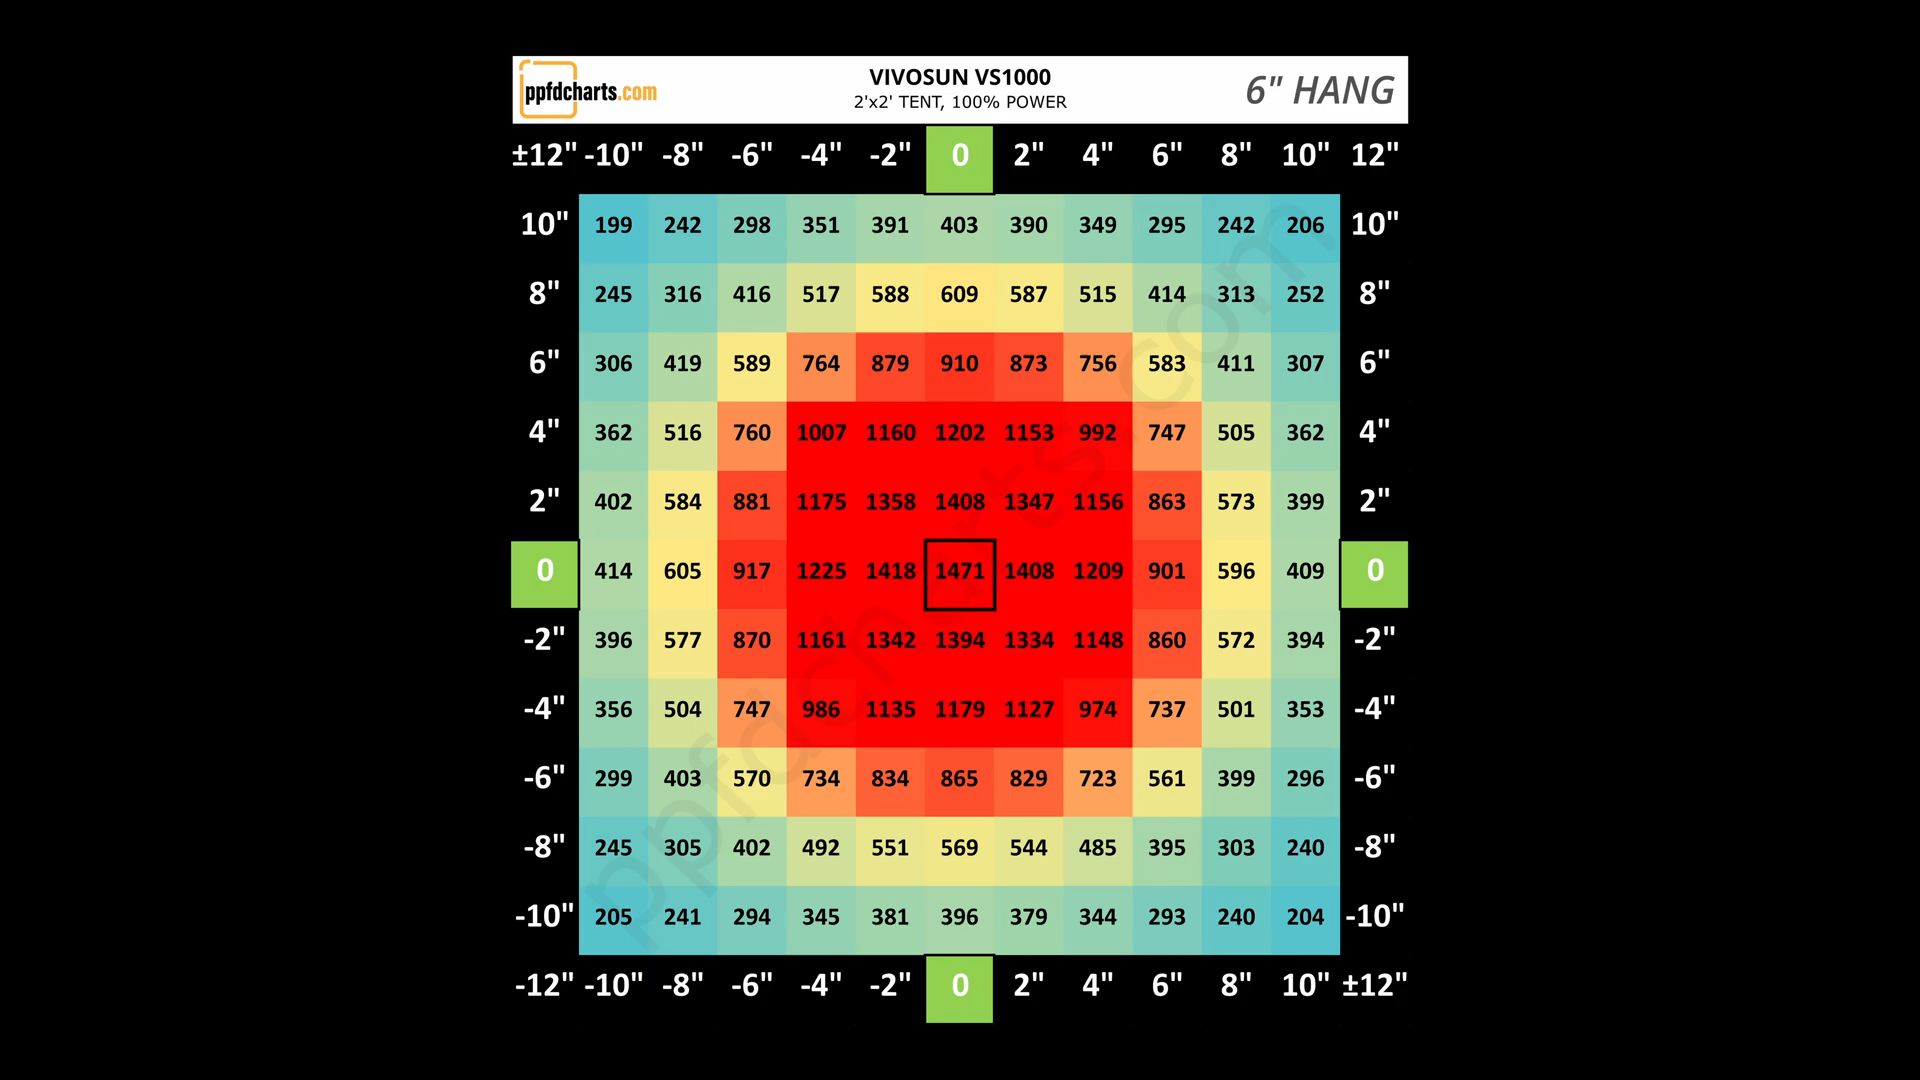 ppfdcharts.com
VIVOSUN VS1000
2'x2' TENT, 100% POWER
6" HANG
±12" -10" -8" -6" -4" -2" 0 2" 4" 6" 8" 10" 12"
10" 199 242 298 351 391 403 390 349 295 242 206 10"
8" 245 316 416 517 588 609 587 515 414 313 252 8"
6" 306 419 589 764 879 910 873 756 583 411 307 6"
4" 362 516 760 1007 1160 1202 1153 992 747 505 362 4"
2" 402 584 881 1175 1358 1408 1347 1156 863 573 399 2"
0 414 605 917 1225 1418 1471 1408 1209 901 596 409 0
-2" 396 577 870 1161 1342 1394 1334 1148 860 572 394 -2"
-4" 356 504 747 986 1135 1179 1127 974 737 501 353 -4"
-6" 299 403 570 734 834 865 829 723 561 399 296 -6"
-8" 245 305 402 492 551 569 544 485 395 303 240 -8"
-10" 205 241 294 345 381 396 379 344 293 240 204 -10"
-12" -10" -8" -6" -4" -2" 0 2" 4" 6" 8" 10" ±12"
ppfdcharts.com